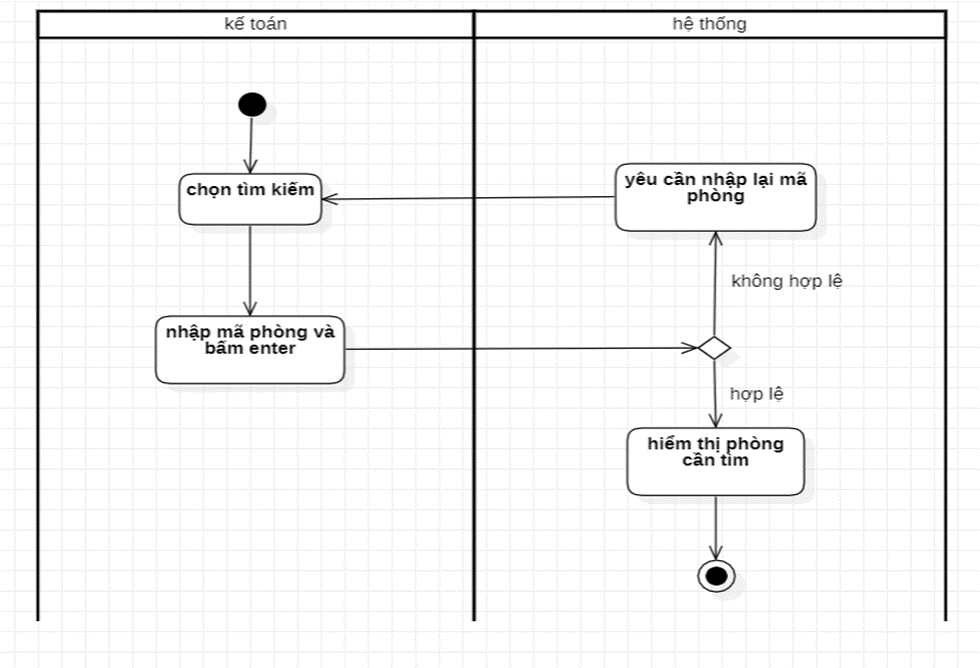 kế toán
hệ thống
chọn tìm kiếm
yêu cần nhập lại mã
phòng
không hợp lệ
nhập mã phòng và
bấm enter
hợp lệ
hiểm thị phòng
cần tìm